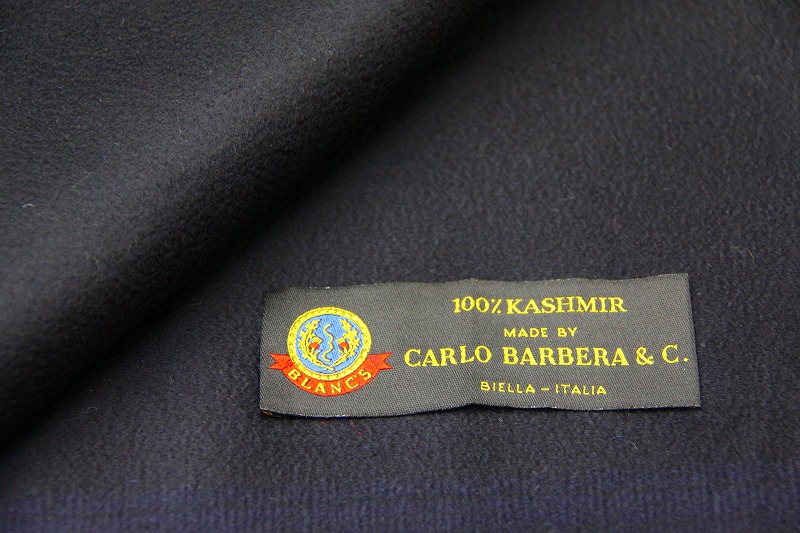 100% KASHMIR
MADE BY
CARLO BARBERA & C.
BIELLA - ITALIA
BLANC'S